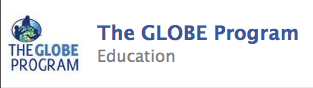 THE GLOBE
PROGRAM
The GLOBE Program
Education